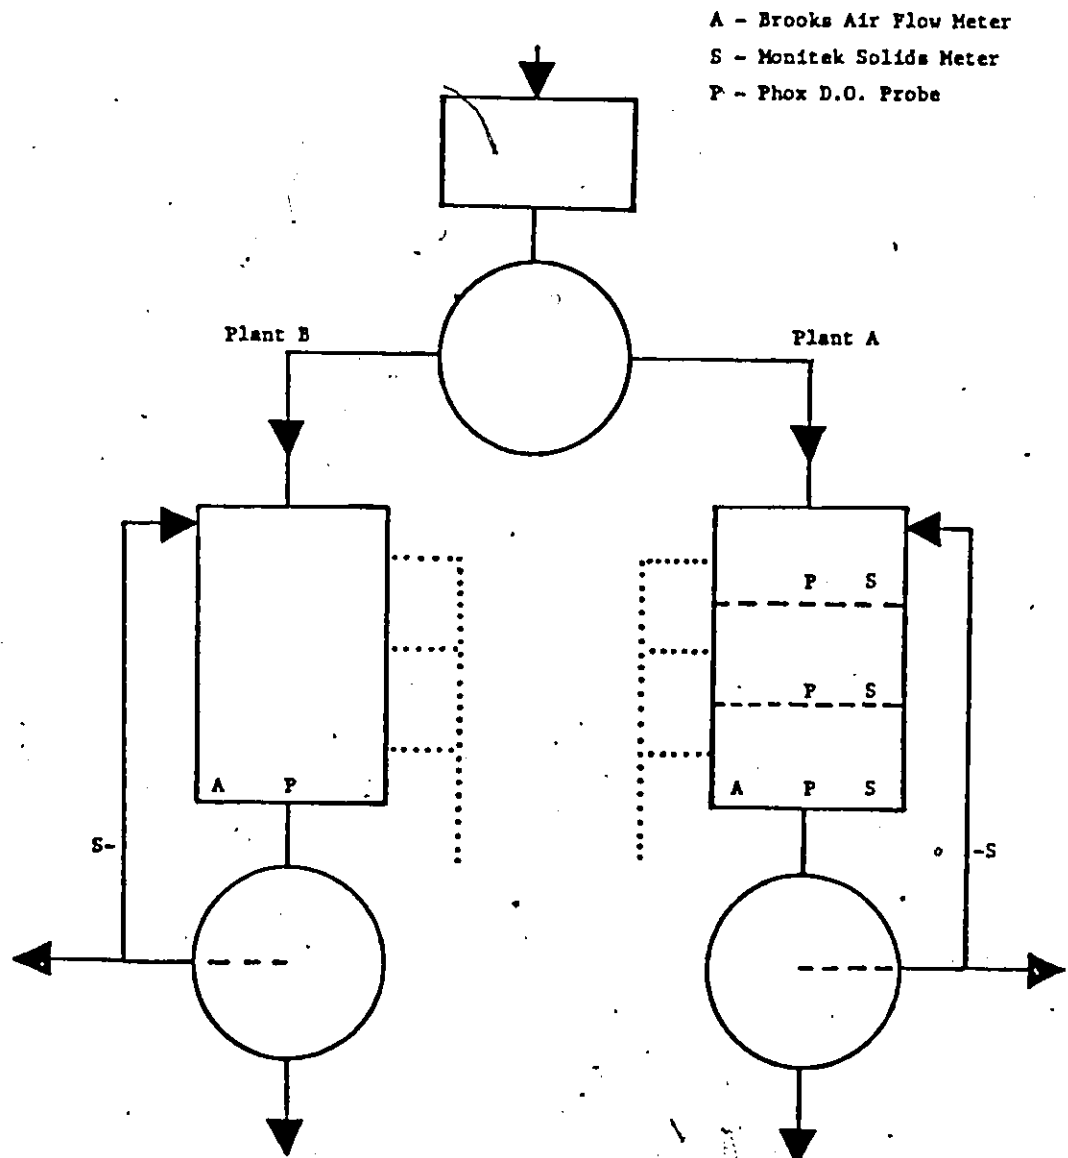 A - Brooks Air Flow Meter
S - Monitek Solids Meter
P - Phox D.O. Probe
Plant B
Plant A
P S
P S
A P
A P S
S-
-S